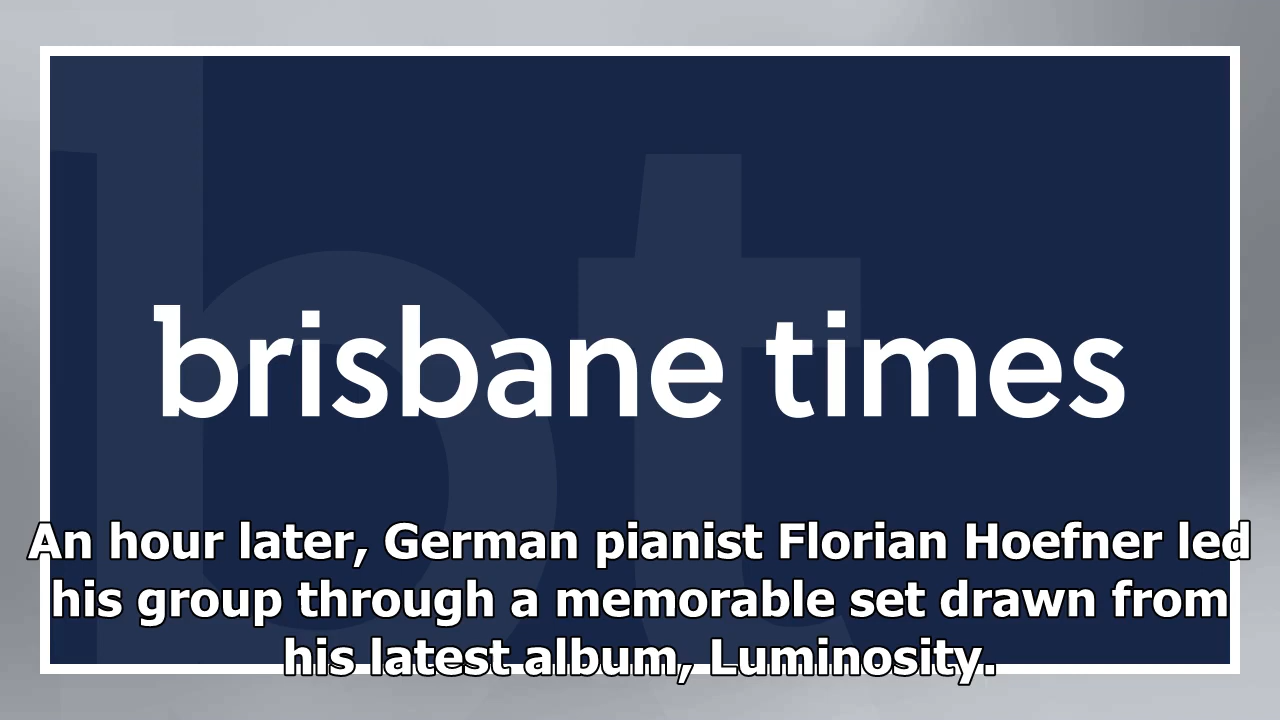 bt
brisbane times
An hour later, German pianist Florian Hoefner led
his group through a memorable set drawn from
his latest album, Luminosity.